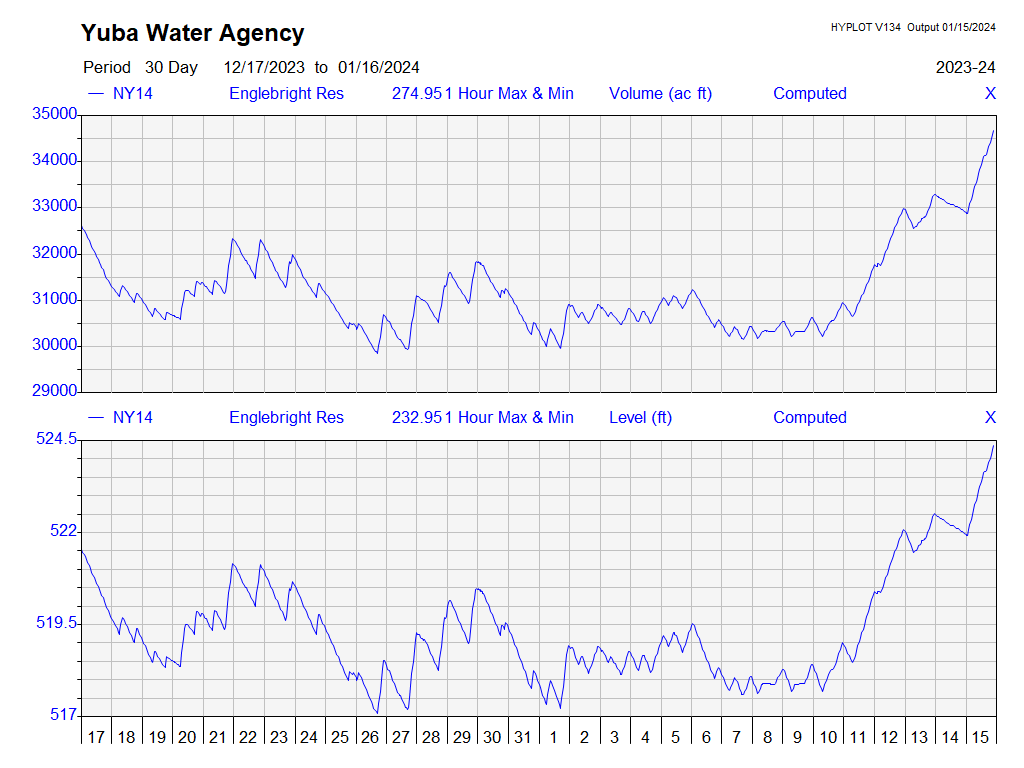 Yuba Water Agency HYPLOT V134 Output 01/15/2024
Period 30 Day 12/17/2023 to 01/16/2024 2023-24
NY14 Englebright Res 274.951 Hour Max & Min Volume (ac ft) Computed X
35000
34000
33000
32000
31000
30000
29000
NY14 Englebright Res 232.951 Hour Max & Min Level (ft) Computed X
524.5
522
519.5
517
17 18 19 20 21 22 23 24 25 26 27 28 29 30 31 1 2 3 4 5 6 7 8 9 10 11 12 13 14 15